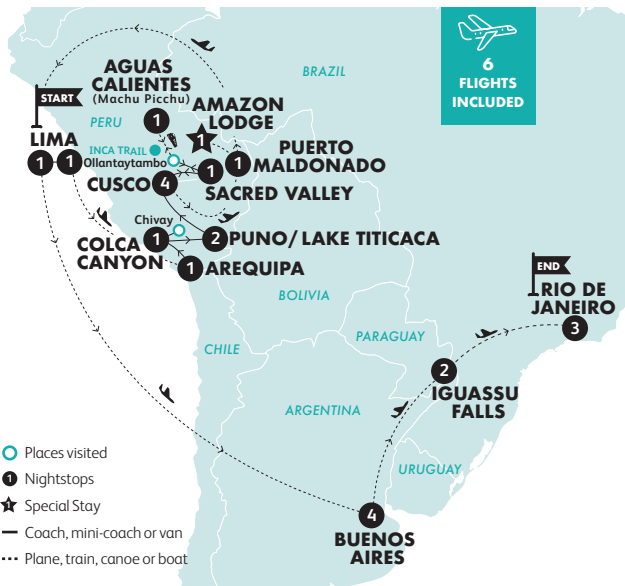 6
FLIGHTS
INCLUDED
BRAZIL
AGUAS
CALIENTES
(Machu Picchu)
1
START
PERU
AMAZON
LODGE
1
LIMA
1
1
INCA TRAIL
Ollantaytambo
PUERTO
MALDONADO
1
1
SACRED VALLEY
CUSCO
4
Chivay
COLCA
CANYON
1
2
PUNO/ LAKE TITICACA
1
AREQUIPA
BOLIVIA
END
RIO DE
JANEIRO
3
CHILE
PARAGUAY
2
IGUASSU
FALLS
ARGENTINA
URUGUAY
4
BUENOS
AIRES
Places visited
1 Nightstops
1 Special Stay
Coach, mini-coach or van
Plane, train, canoe or boat